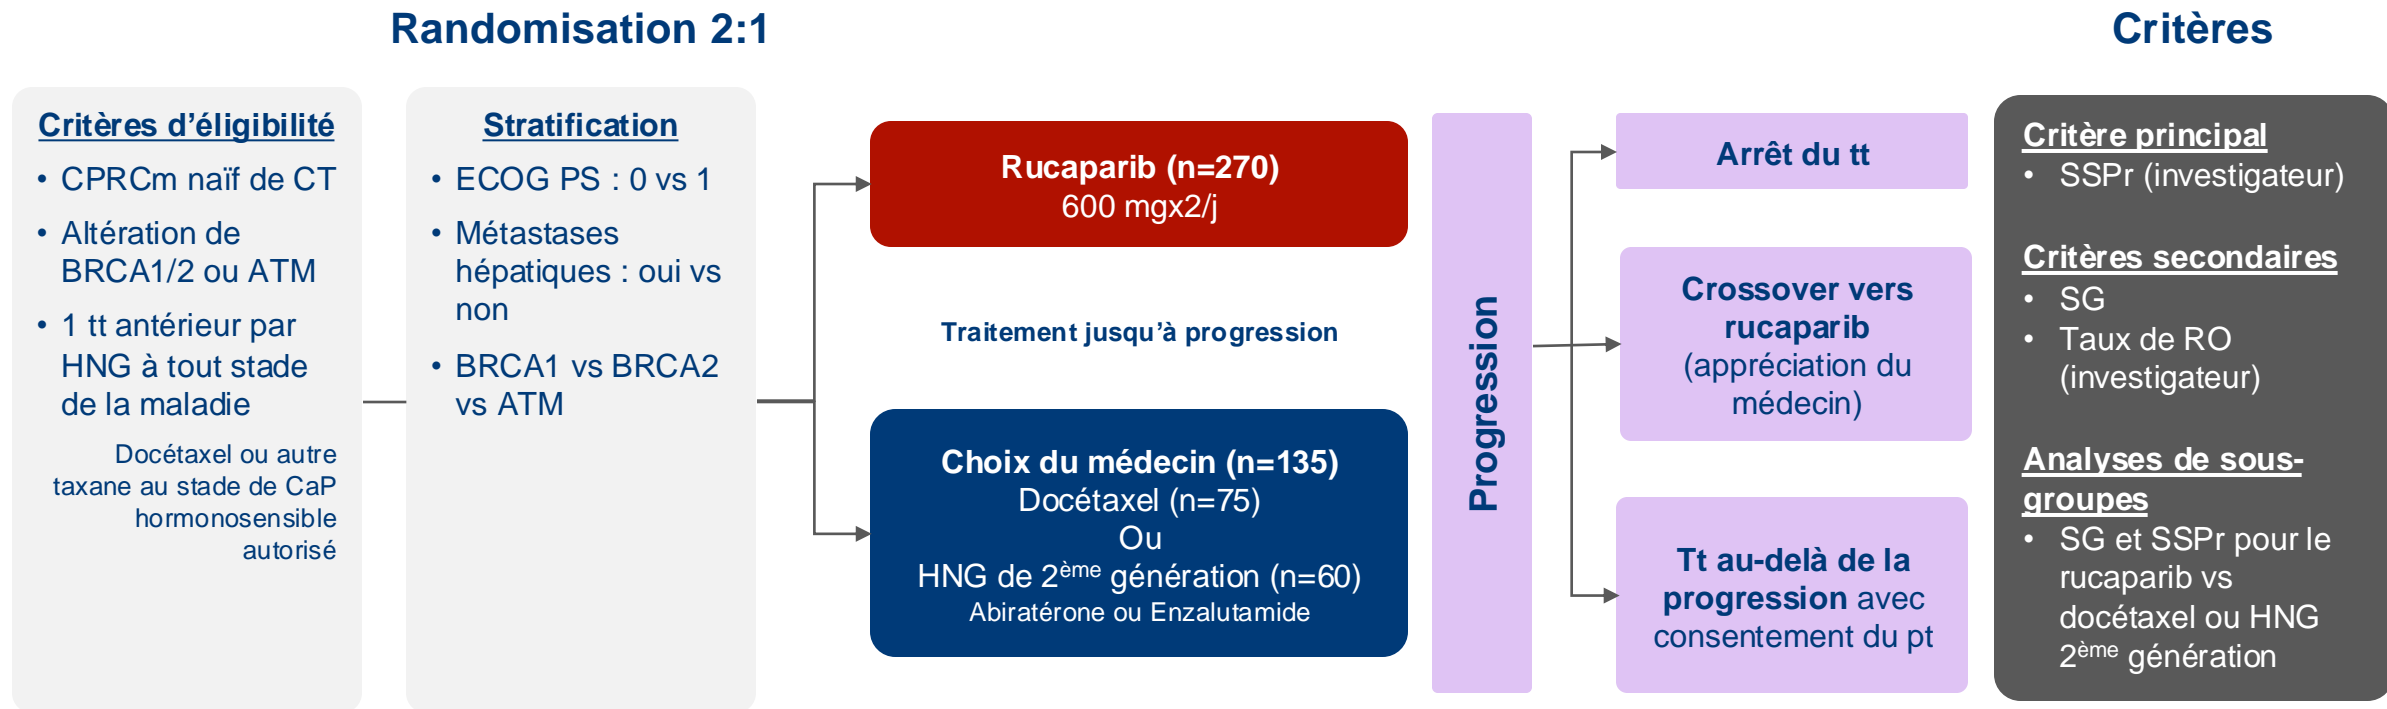 Randomisation 2:1
Critères
Critères d'éligibilité
• CPRCm naïf de CT
• Altération de
BRCA1/2 ou ATM
• 1 tt antérieur par
HNG à tout stade
de la maladie
Docétaxel ou autre
taxane au stade de CaP
hormonosensible
autorisé
Stratification
• ECOG PS : 0 vs 1
• Métastases
hépatiques : oui vs
non
• BRCA1 vs BRCA2
vs ATM
Rucaparib (n=270)
600 mgx2/j
Traitement jusqu'à progression
Choix du médecin (n=135)
Docétaxel (n=75)
Ou
HNG de 2ème génération (n=60)
Abiratérone ou Enzalutamide
Progression
Arrêt du tt
Crossover vers
rucaparib
(appréciation du
médecin)
Tt au-delà de la
progression avec
consentement du pt
Critère principal
• SSPr (investigateur)
Critères secondaires
• SG
• Taux de RO
(investigateur)
Analyses de sous-
groupes
• SG et SSPr pour le
rucaparib vs
docétaxel ou HNG
2ème génération